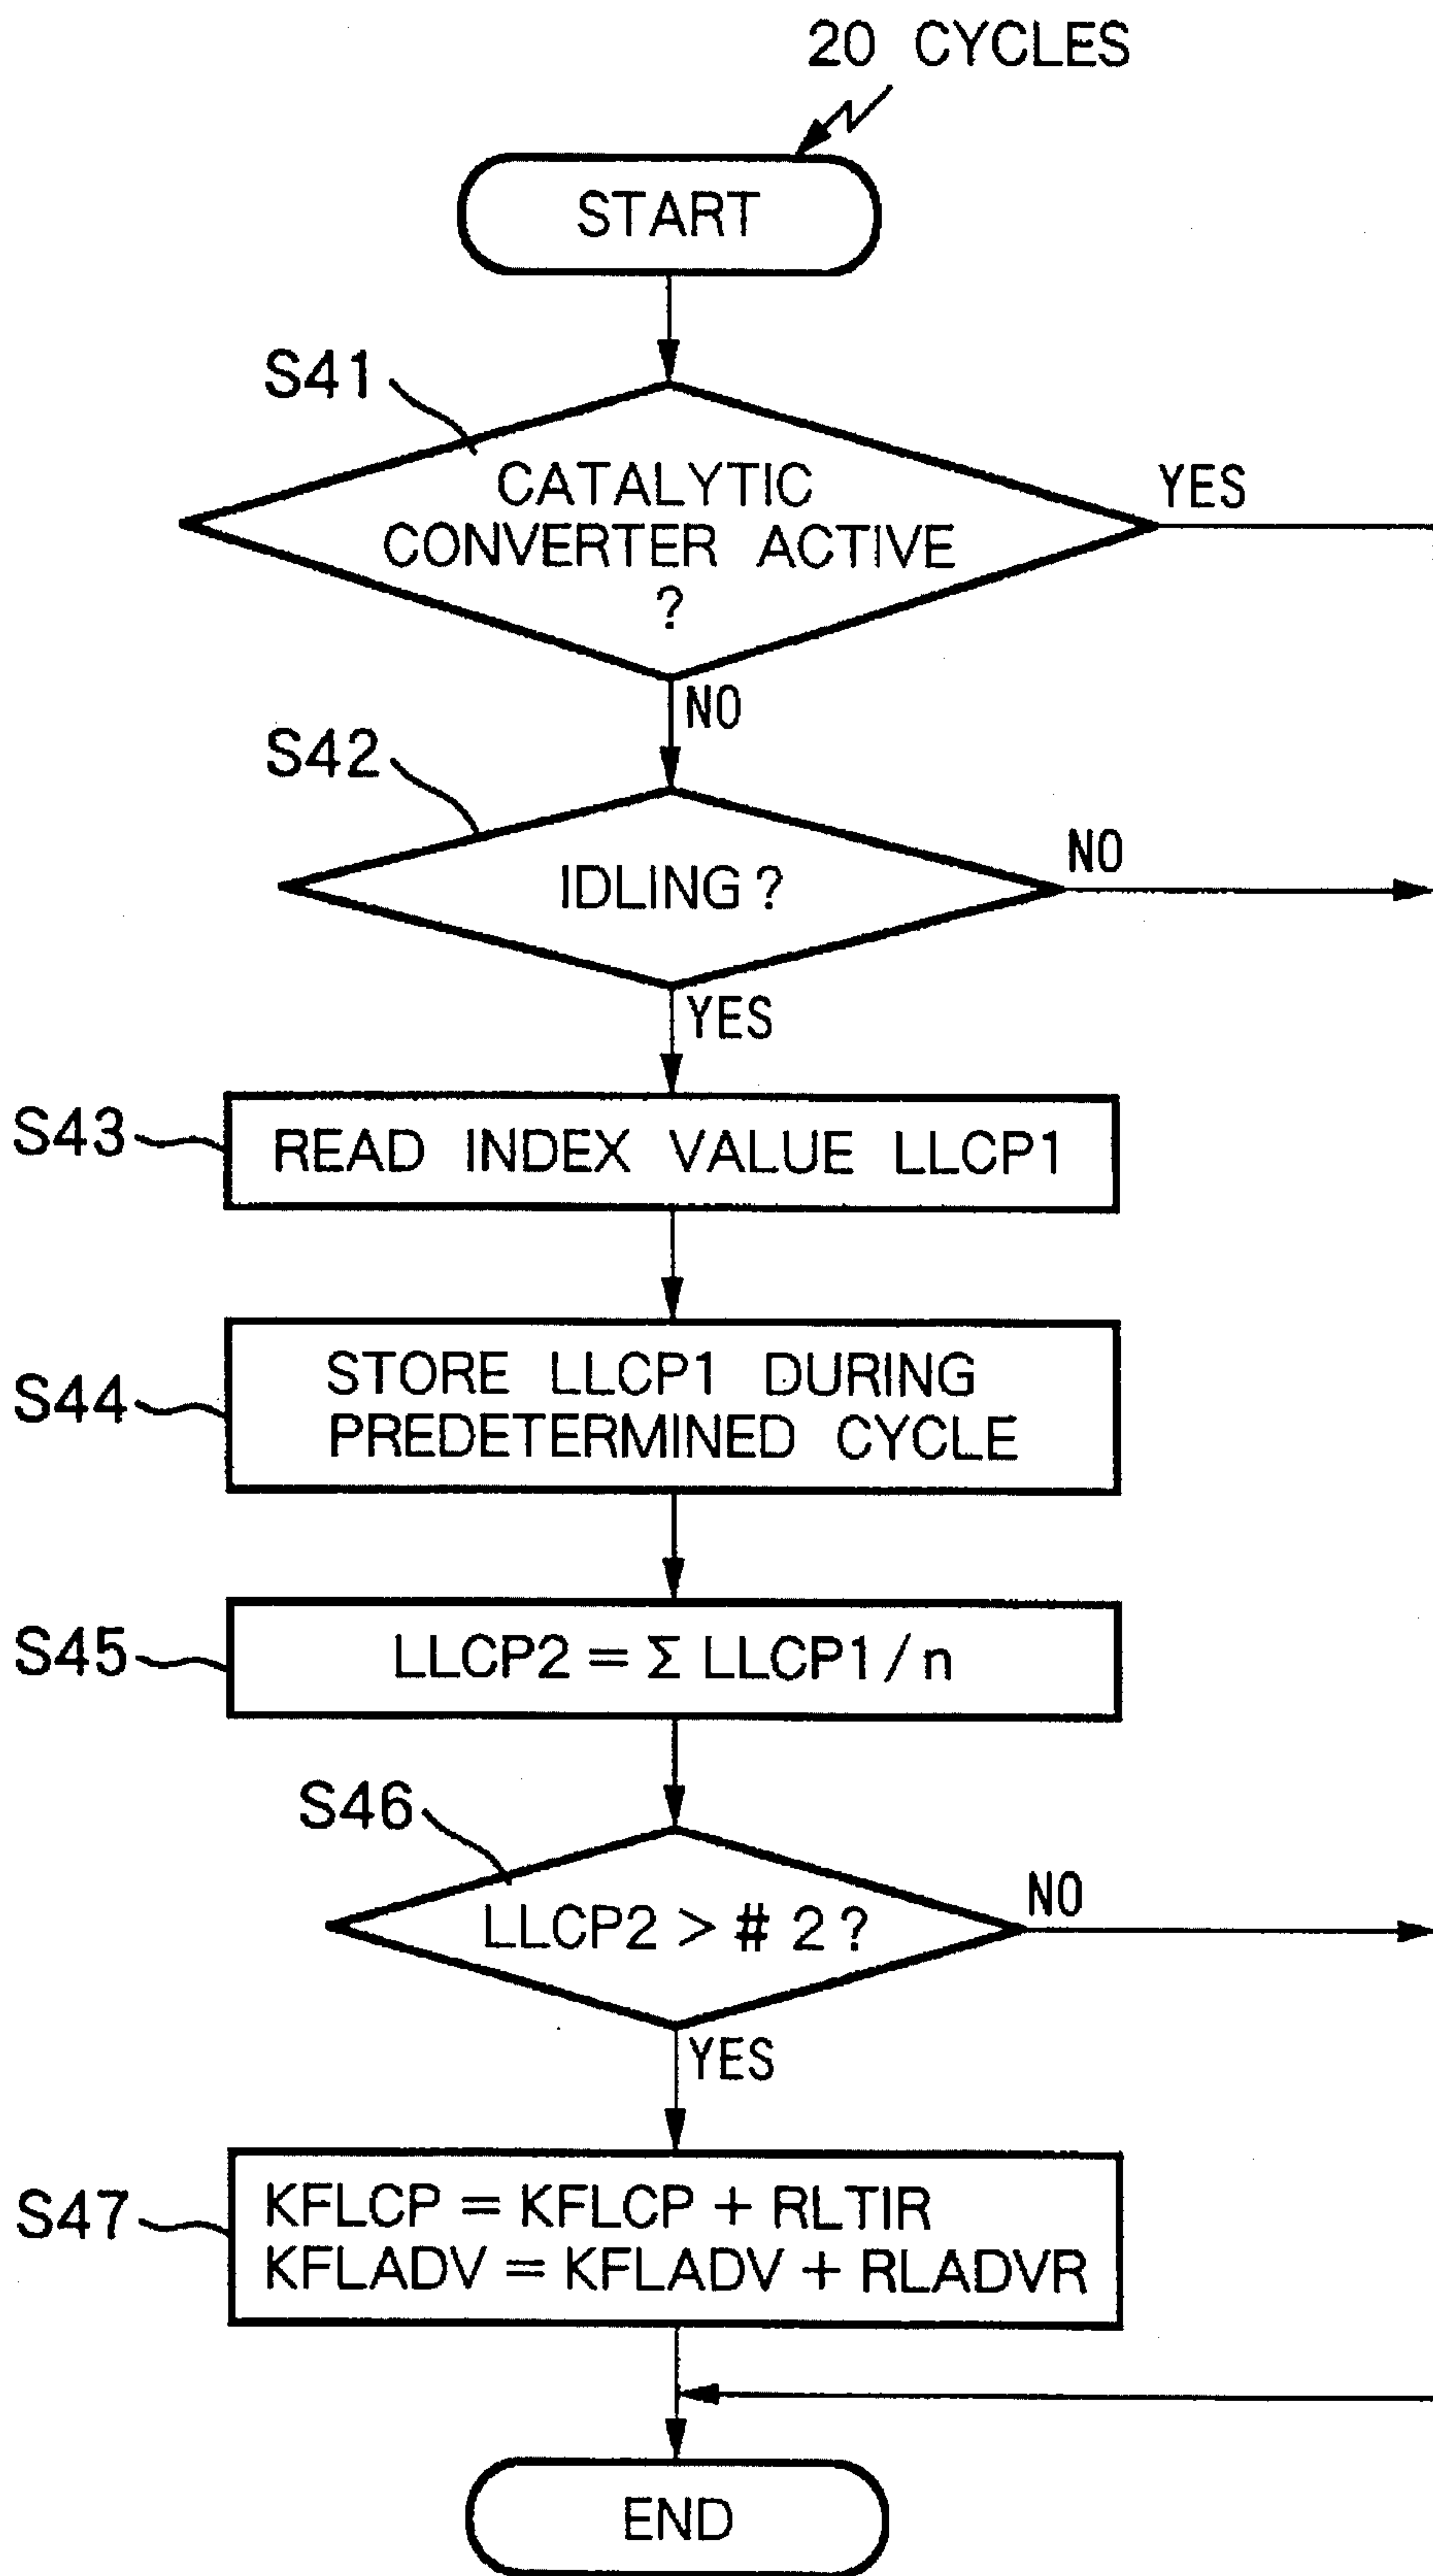 20 CYCLES
START
S41
CATALYTIC
CONVERTER ACTIVE
?
YES
NO
S42
IDLING?
NO
YES
S43
READ INDEX VALUE LLCP1
S44
STORE LLCP1 DURING
PREDETERMINED CYCLE
S45
LLCP2 = Σ LLCP1/n
S46
LLCP2 > # 2?
NO
YES
S47
KFLCP = KFLCP + RLTIR
KFLADV = KFLADV + RLADVR
END